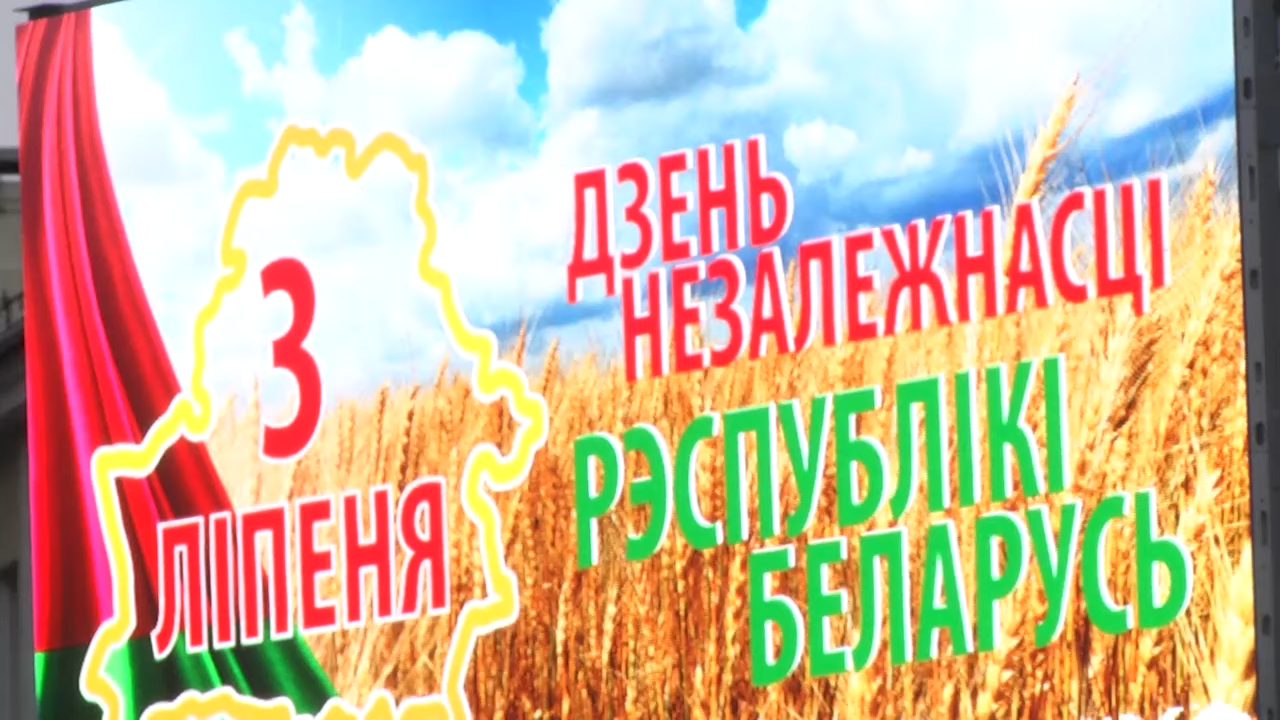 3
ЛІПЕНЯ
ДЗЕНЬ
НЕЗАЛЕЖНАСЦІ
РЭСПУБЛІКІ
БЕЛАРУСЬ